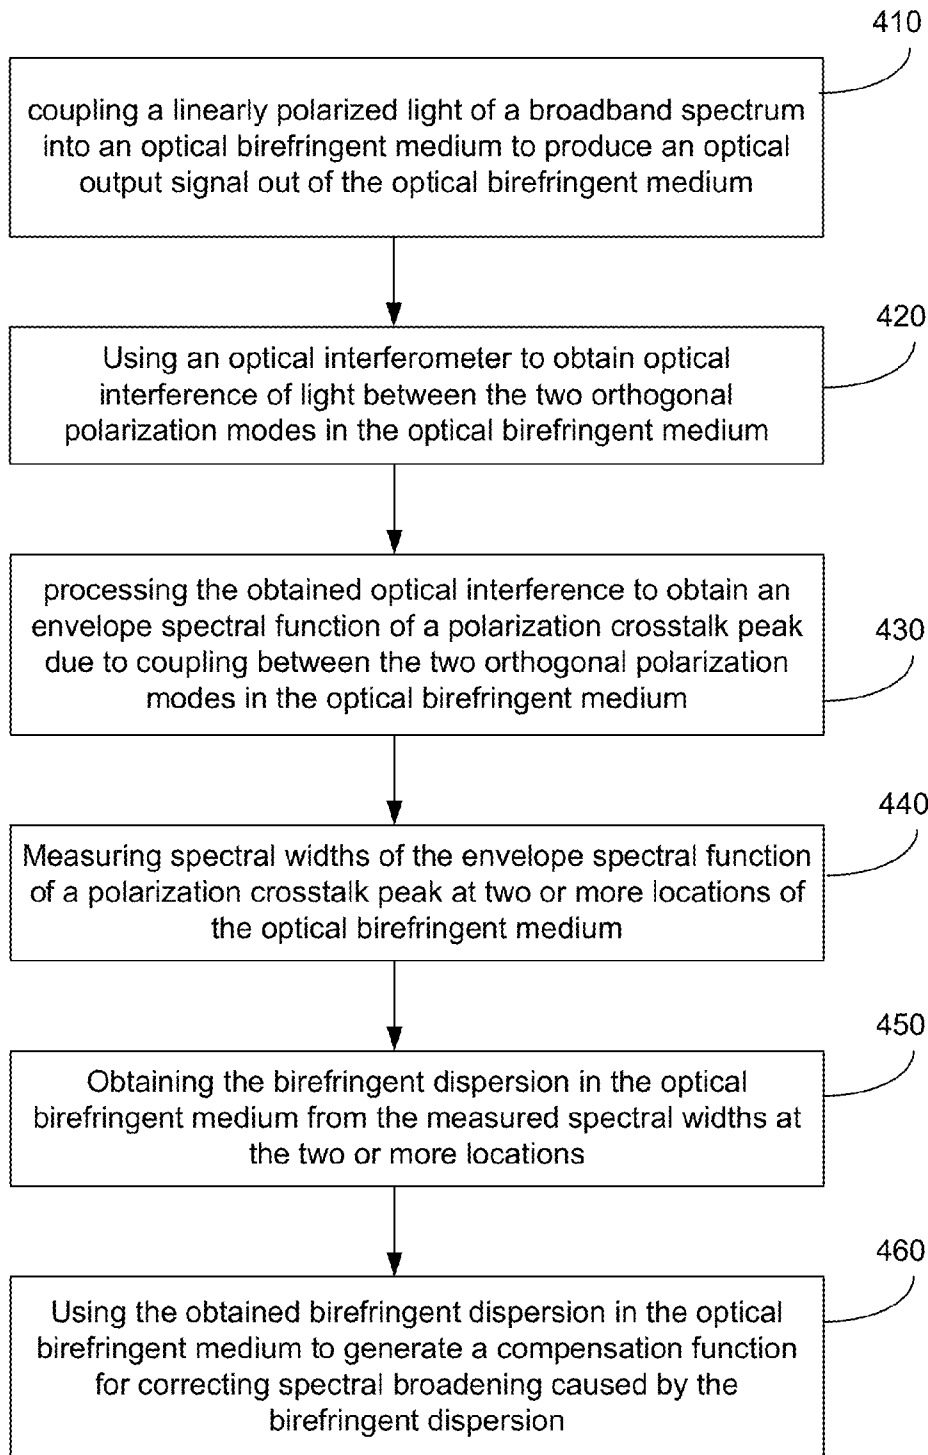 410
coupling a linearly polarized light of a broadband spectrum
into an optical birefringent medium to produce an optical
output signal out of the optical birefringent medium
420
Using an optical interferometer to obtain optical
interference of light between the two orthogonal
polarization modes in the optical birefringent medium
430
processing the obtained optical interference to obtain an
envelope spectral function of a polarization crosstalk peak
due to coupling between the two orthogonal polarization
modes in the optical birefringent medium
440
Measuring spectral widths of the envelope spectral function
of a polarization crosstalk peak at two or more locations of
the optical birefringent medium
450
Obtaining the birefringent dispersion in the optical
birefringent medium from the measured spectral widths at
the two or more locations
460
Using the obtained birefringent dispersion in the optical
birefringent medium to generate a compensation function
for correcting spectral broadening caused by the
birefringent dispersion